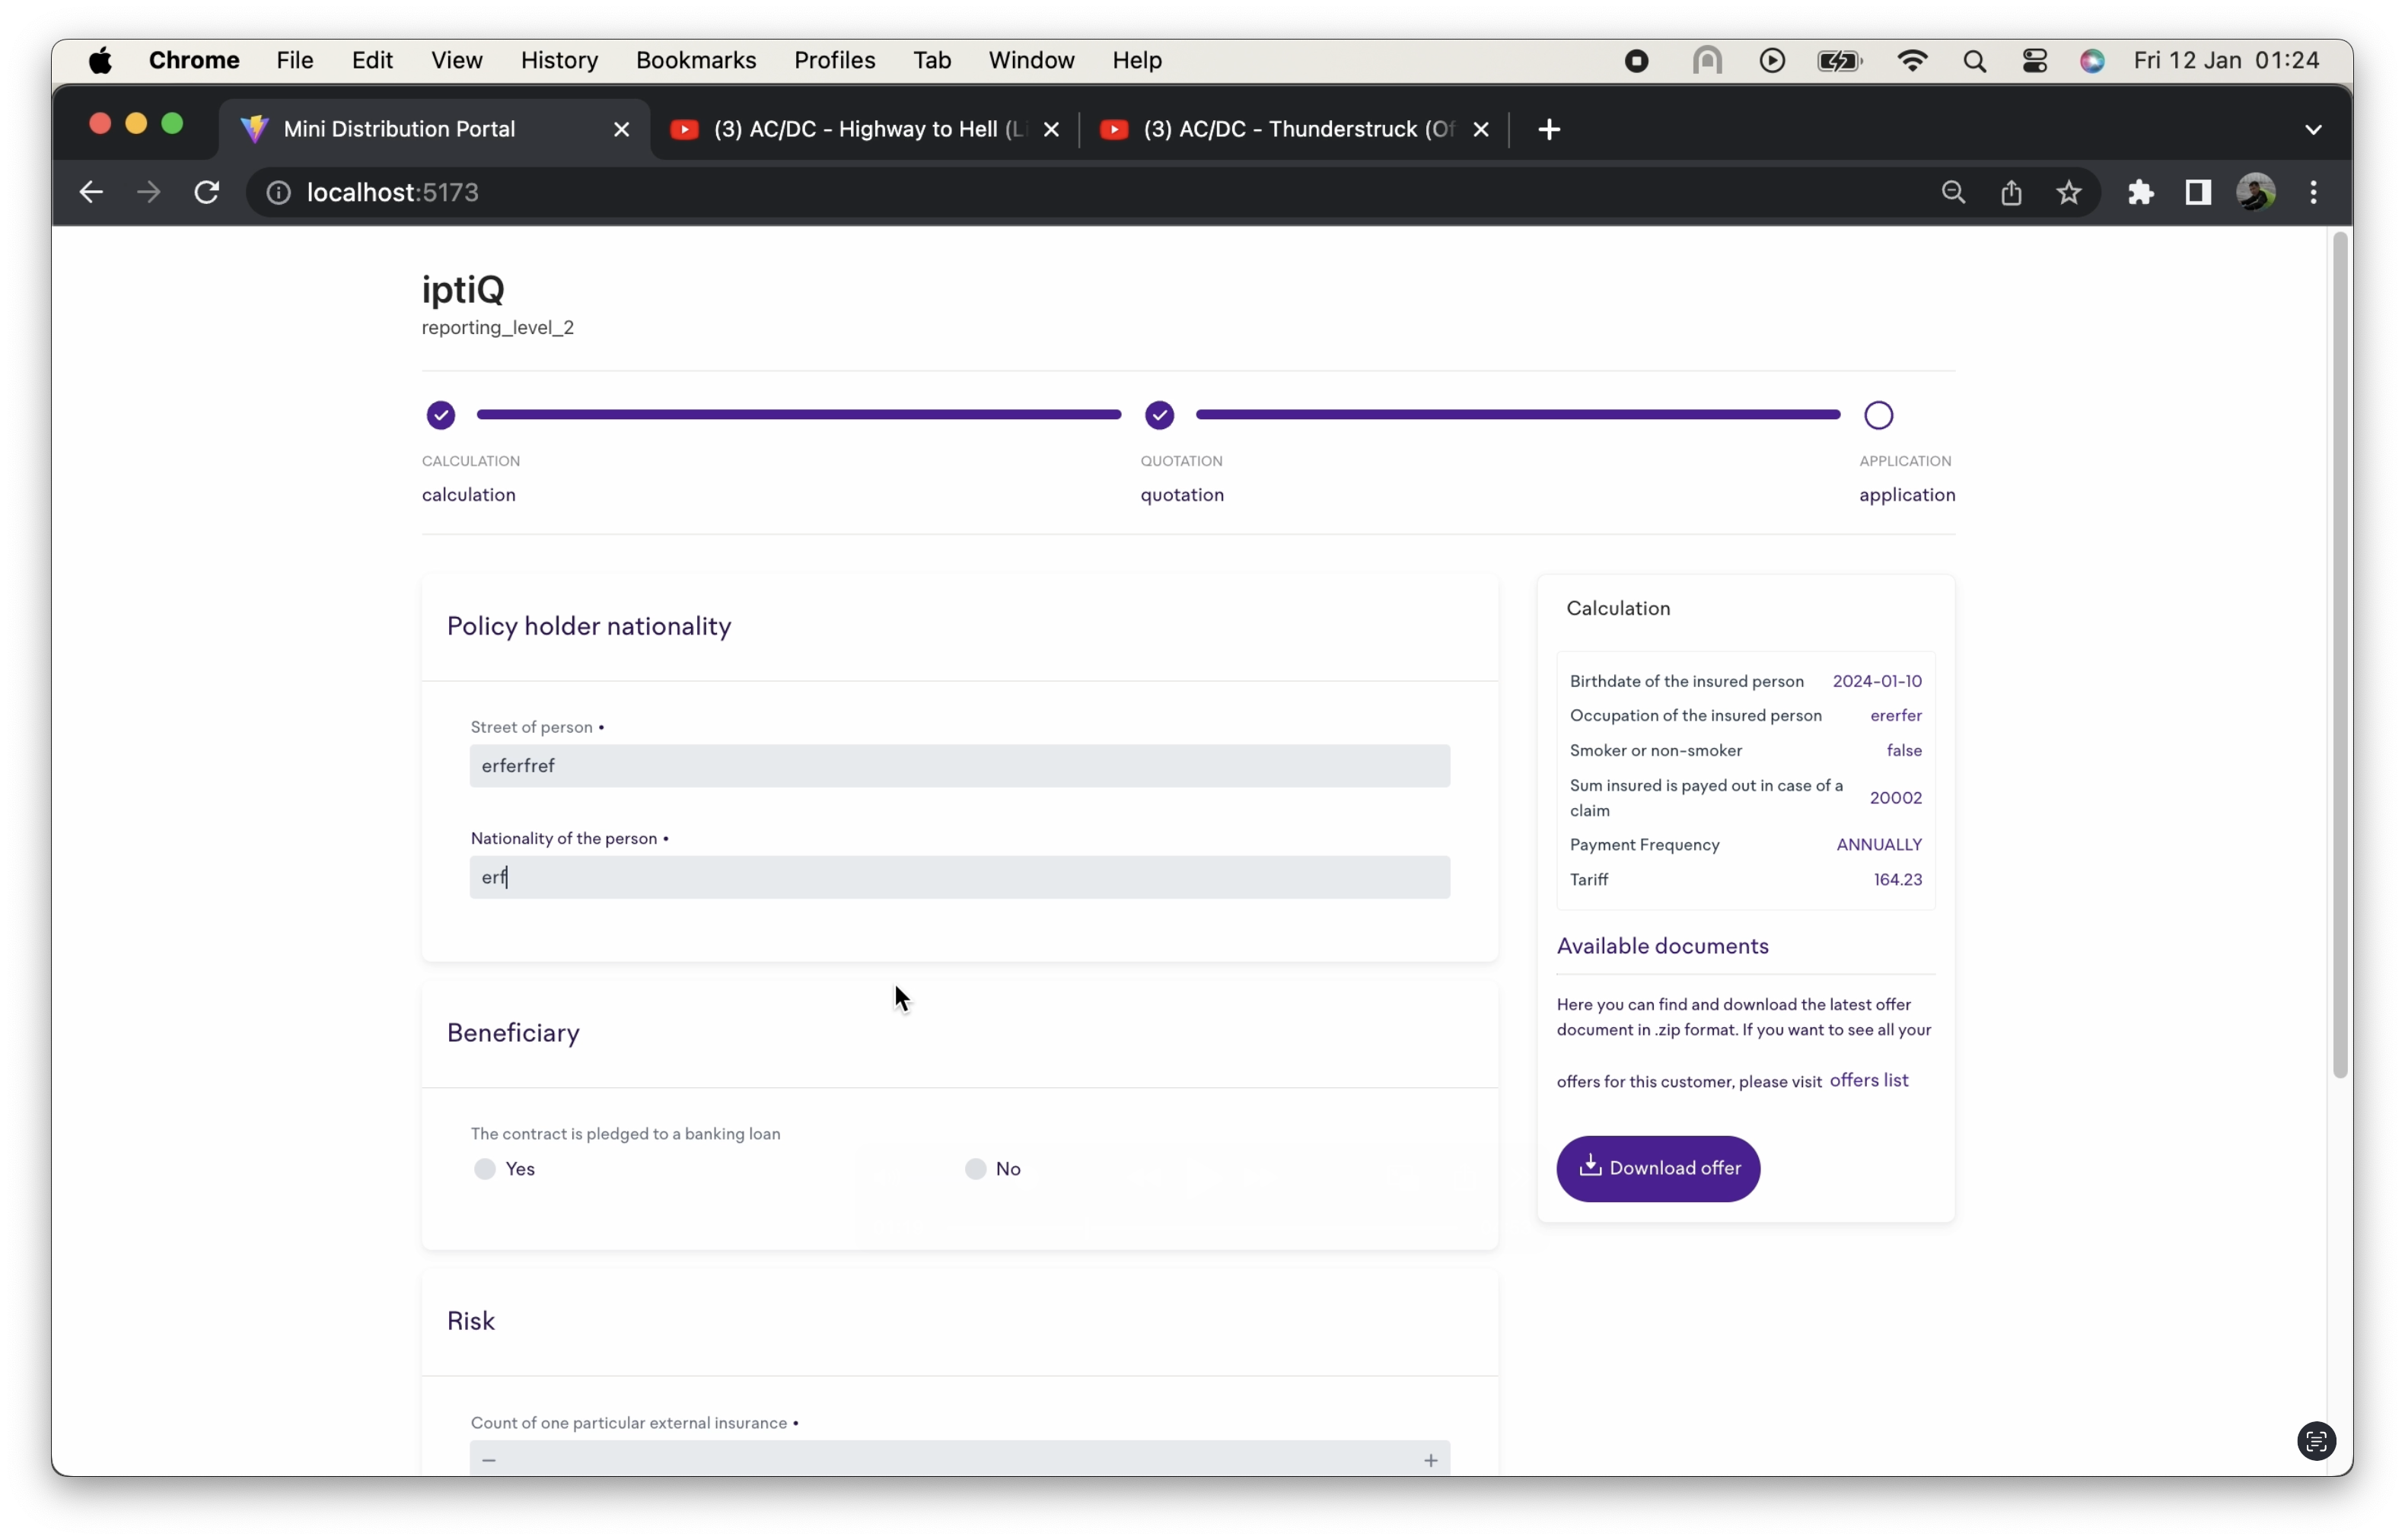 Chrome File Edit View History Bookmarks Profiles Tab Window Help Fri 12 Jan 01:24
Mini Distribution Portal (3) AC/DC - Highway to Hell (Li (3) AC/DC - Thunderstruck (Of
localhost:5173
iptiQ
reporting_level_2
CALCULATION QUOTATION APPLICATION
calculation quotation application
Policy holder nationality
Street of person •
erferfref
Nationality of the person •
erf
Beneficiary
The contract is pledged to a banking loan
Yes No
Risk
Count of one particular external insurance •
− +
Calculation
Birthdate of the insured person 2024-01-10
Occupation of the insured person ererfer
Smoker or non-smoker false
Sum insured is payed out in case of a
claim 20002
Payment Frequency ANNUALLY
Tariff 164.23
Available documents
Here you can find and download the latest offer
document in .zip format. If you want to see all your
offers for this customer, please visit offers list
Download offer